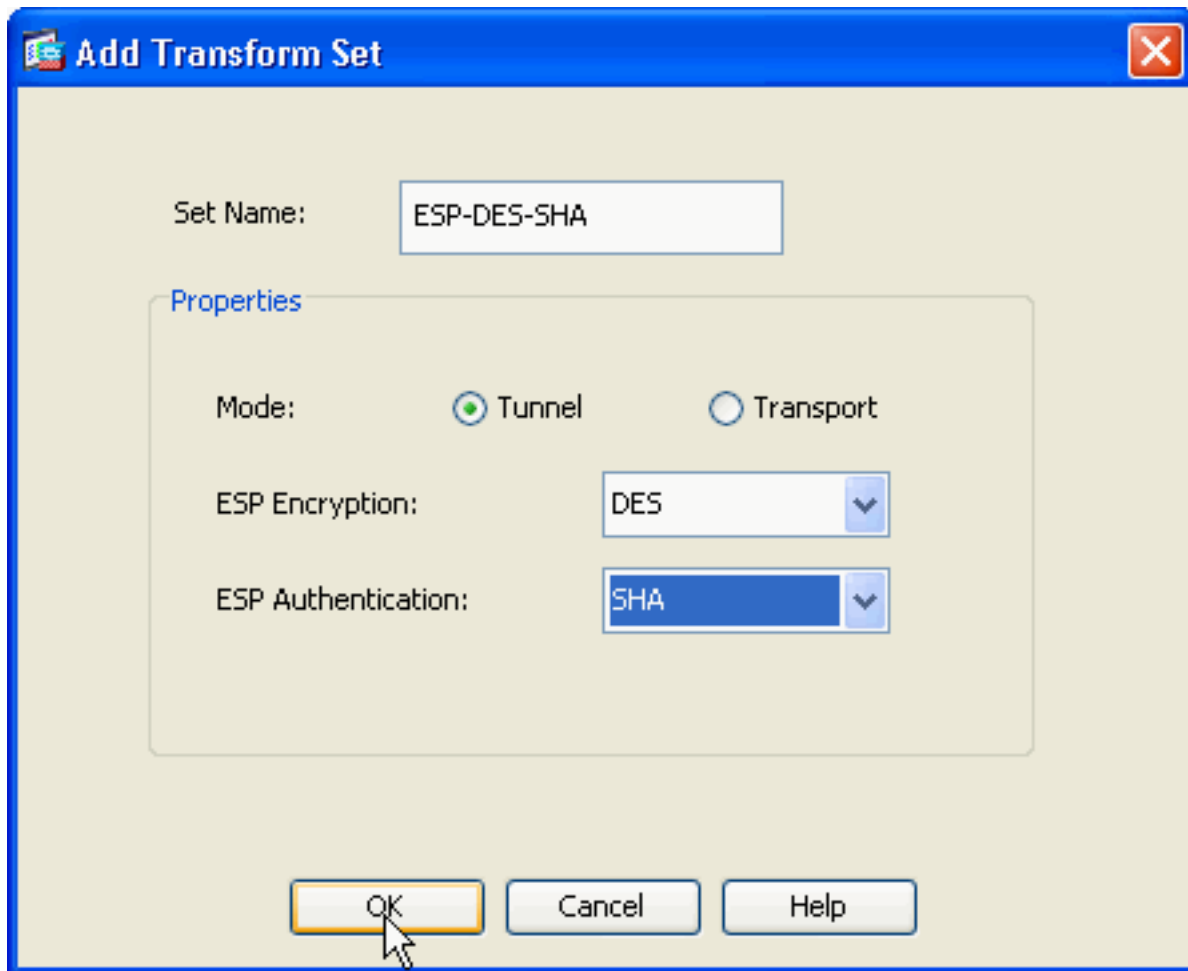 Add Transform Set
Set Name: ESP-DES-SHA
Properties
Mode: Tunnel Transport
ESP Encryption: DES
ESP Authentication: SHA
OK Cancel Help